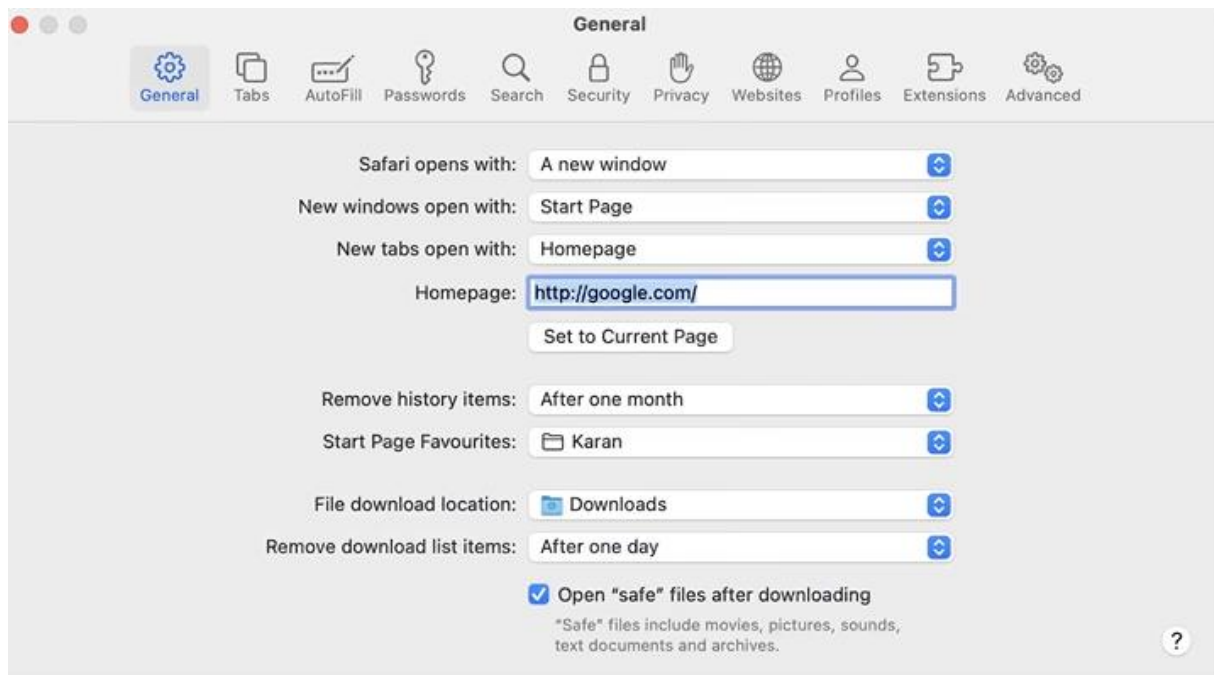 General
General Tabs AutoFill Passwords Search Security Privacy Websites Profiles Extensions Advanced
Safari opens with: A new window
New windows open with: Start Page
New tabs open with: Homepage
Homepage: http://google.com/
Set to Current Page
Remove history items: After one month
Start Page Favourites: Karan
File download location: Downloads
Remove download list items: After one day
Open “safe” files after downloading
“Safe” files include movies, pictures, sounds,
text documents and archives.
?